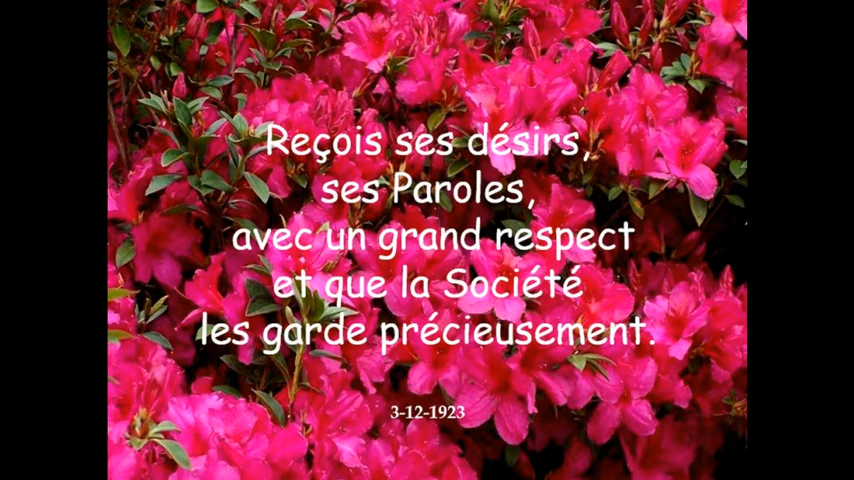 Reçois ses désirs,
ses Paroles,
avec un grand respect
et que la Société
les garde précieusement.
3-12-1923